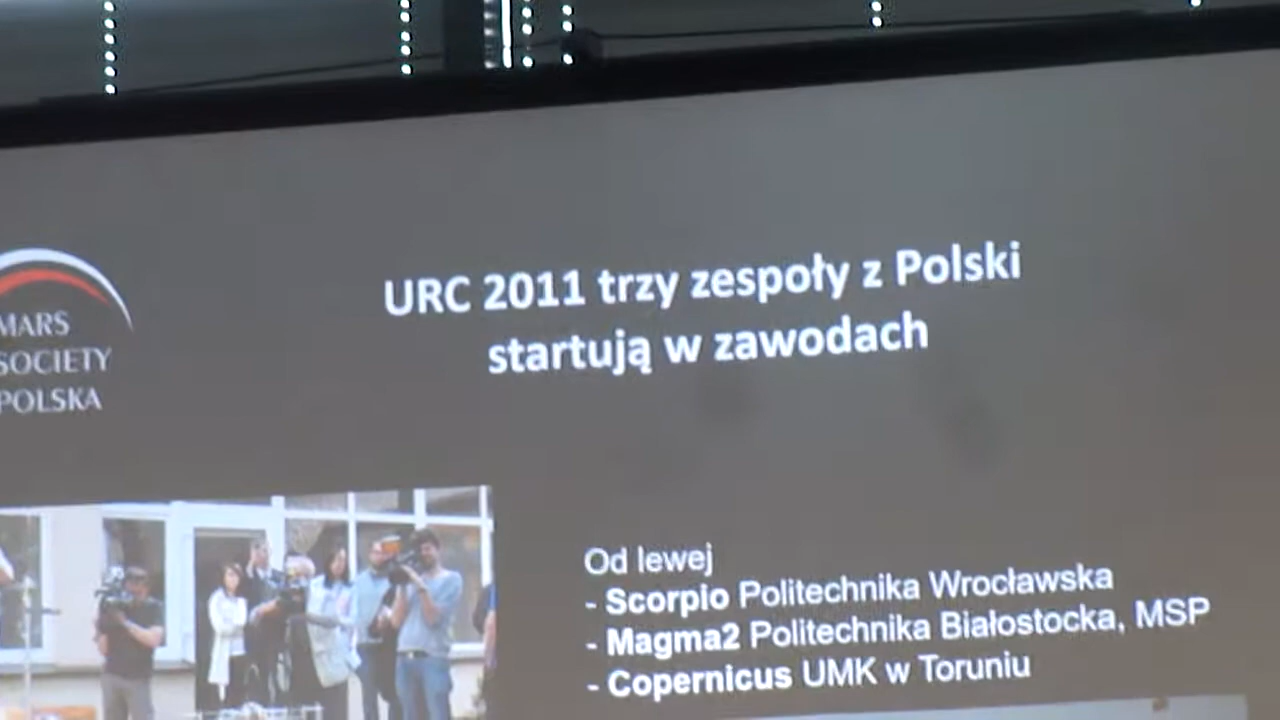 MARS
SOCIETY
POLSKA
URC 2011 trzy zespoły z Polski
startują w zawodach
Od lewej
- Scorpio Politechnika Wrocławska
- Magma2 Politechnika Białostocka, MSP
- Copernicus UMK w Toruniu